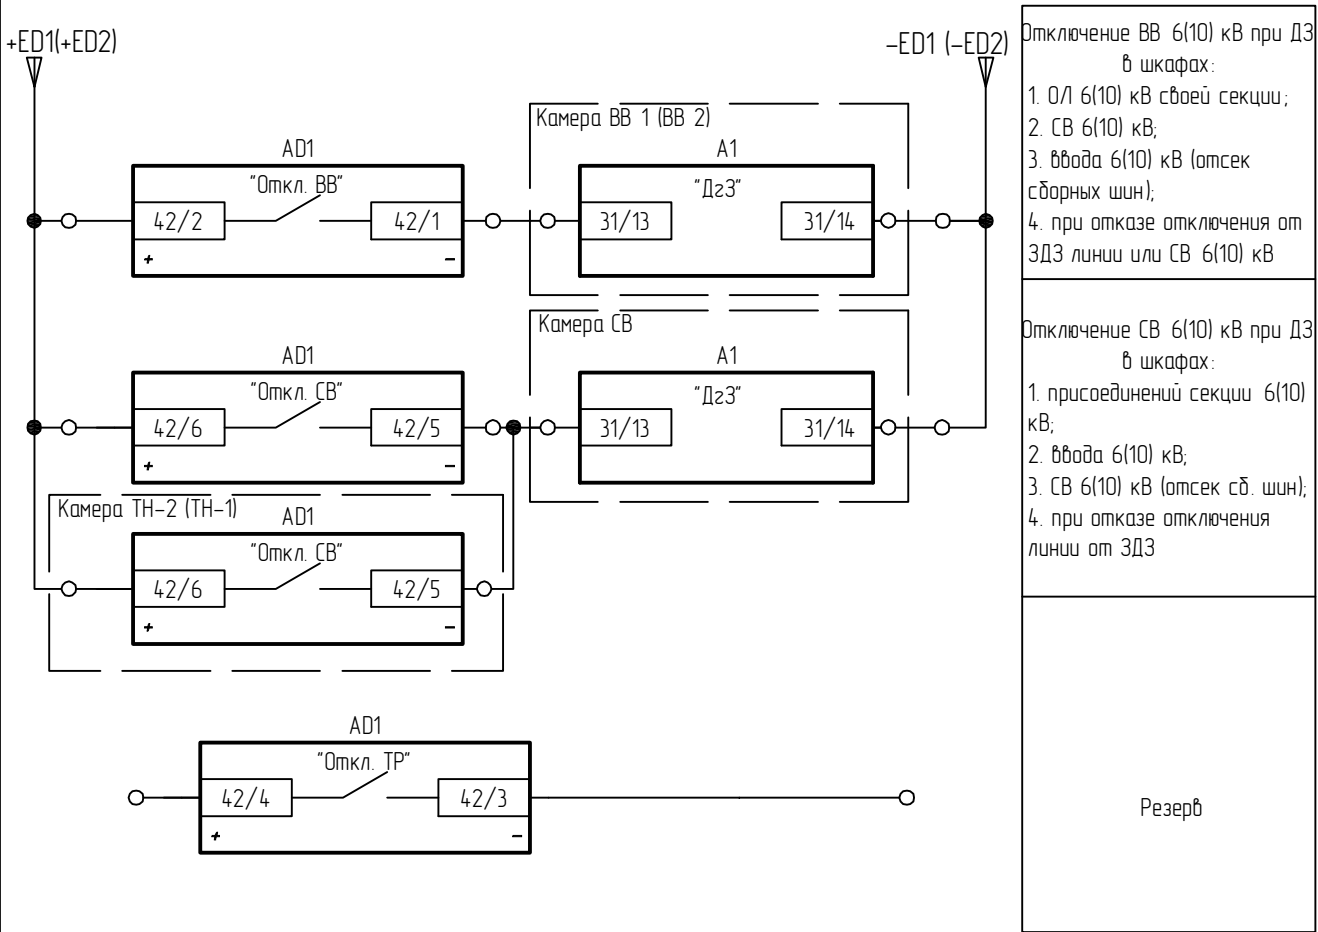 +ED1(+ED2)
–ED1 (–ED2)
Камера ВВ 1 (ВВ 2)
AD1
"Откл. ВВ"
42/2
42/1
+
–
A1
"ДгЗ"
31/13
31/14
Камера СВ
AD1
"Откл. СВ"
42/6
42/5
+
–
A1
"ДгЗ"
31/13
31/14
Камера ТН–2 (ТН–1)
AD1
"Откл. СВ"
42/6
42/5
+
–
AD1
"Откл. ТР"
42/4
42/3
+
–
Отключение ВВ 6(10) кВ при ДЗ
в шкафах:
1. О/Л 6(10) кВ своей секции;
2. СВ 6(10) кВ;
3. ввода 6(10) кВ (отсек
сборных шин);
4. при отказе отключения от
ЗДЗ линии или СВ 6(10) кВ
Отключение СВ 6(10) кВ при ДЗ
в шкафах:
1. присоединений секции 6(10)
кВ;
2. ввода 6(10) кВ;
3. СВ 6(10) кВ (отсек сб. шин);
4. при отказе отключения
линии от ЗДЗ
Резерв